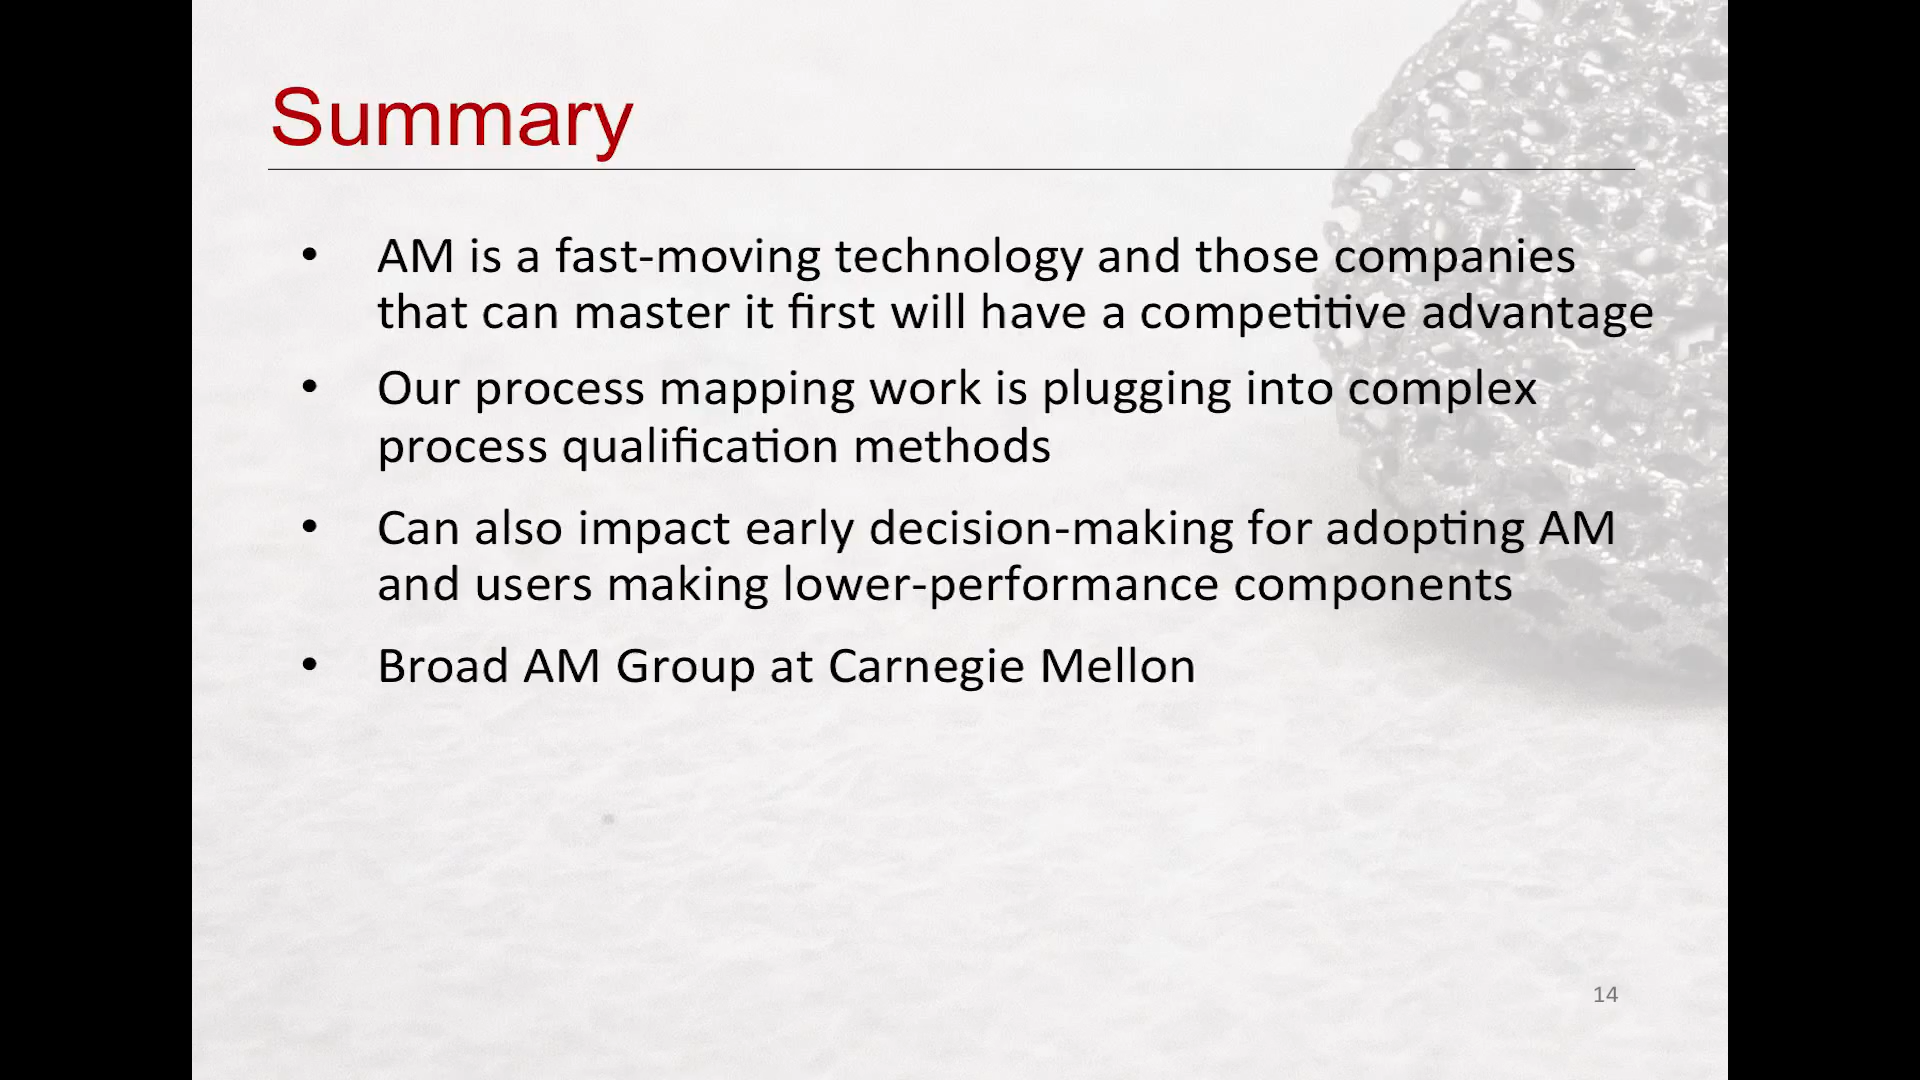 Summary
• AM is a fast-moving technology and those companies
that can master it first will have a competitive advantage
• Our process mapping work is plugging into complex
process qualification methods
• Can also impact early decision-making for adopting AM
and users making lower-performance components
• Broad AM Group at Carnegie Mellon
14